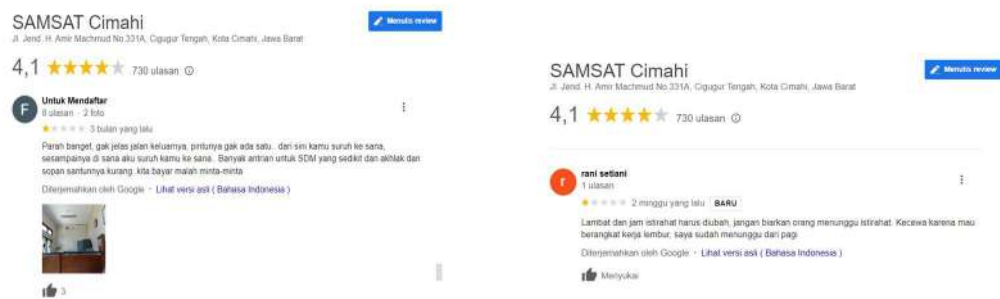 SAMSAT Cimahi
Menulis review
Jl. Jend. H. Amir Machmud No.331A, Cigugur Tengah, Kota Cimahi, Jawa Barat
4,1 730 ulasan
F
Untuk Mendaftar
8 ulasan · 2 foto
3 bulan yang lalu
Parah banget, gak jelas jalan keluarnya, pintunya gak ada satu.. dari sini kamu suruh ke sana,
sesampainya di sana aku suruh kamu ke sana.. Banyak antrian untuk SDM yang sedikit dan akhlak dan
sopan santunnya kurang. kita bayar malah minta-minta
Diterjemahkan oleh Google · Lihat versi asli ( Bahasa Indonesia )
3
SAMSAT Cimahi
Menulis review
Jl. Jend. H. Amir Machmud No.331A, Cigugur Tengah, Kota Cimahi, Jawa Barat
4,1 730 ulasan
r
rani setiani
1 ulasan
2 minggu yang lalu BARU
Lambat dan jam istirahat harus diubah, jangan biarkan orang menunggu istirahat. Kecewa karena mau
berangkat kerja lembur, saya sudah menunggu dari pagi
Diterjemahkan oleh Google · Lihat versi asli ( Bahasa Indonesia )
Menyukai